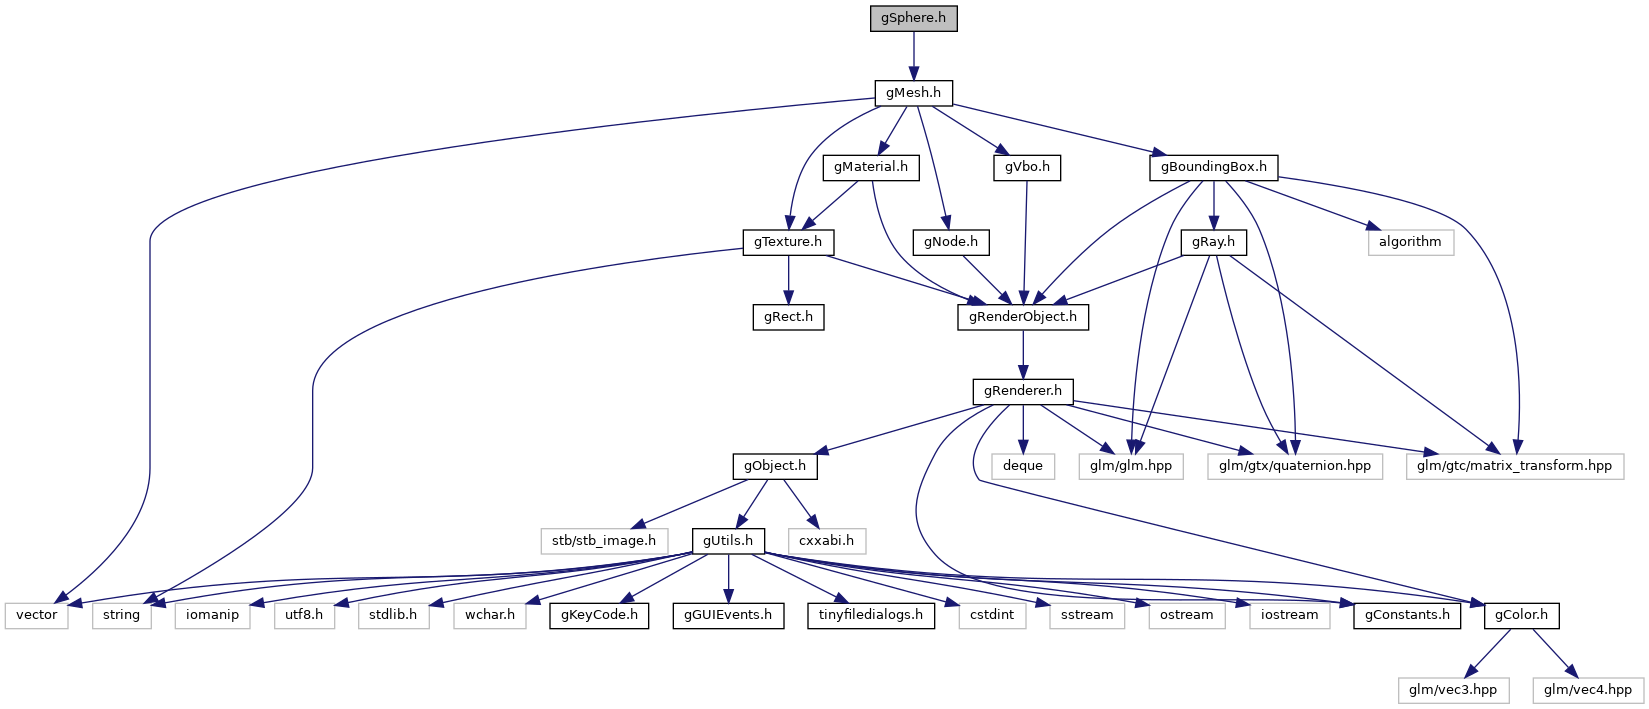 gSphere.h
gMesh.h
gMaterial.h
gVbo.h
gBoundingBox.h
gTexture.h
gNode.h
gRay.h
algorithm
gRect.h
gRenderObject.h
gRenderer.h
gObject.h
deque
glm/glm.hpp
glm/gtx/quaternion.hpp
glm/gtc/matrix_transform.hpp
stb/stb_image.h
gUtils.h
cxxabi.h
vector
string
iomanip
utf8.h
stdlib.h
wchar.h
gKeyCode.h
gGUIEvents.h
tinyfiledialogs.h
cstdint
sstream
ostream
iostream
gConstants.h
gColor.h
glm/vec3.hpp
glm/vec4.hpp